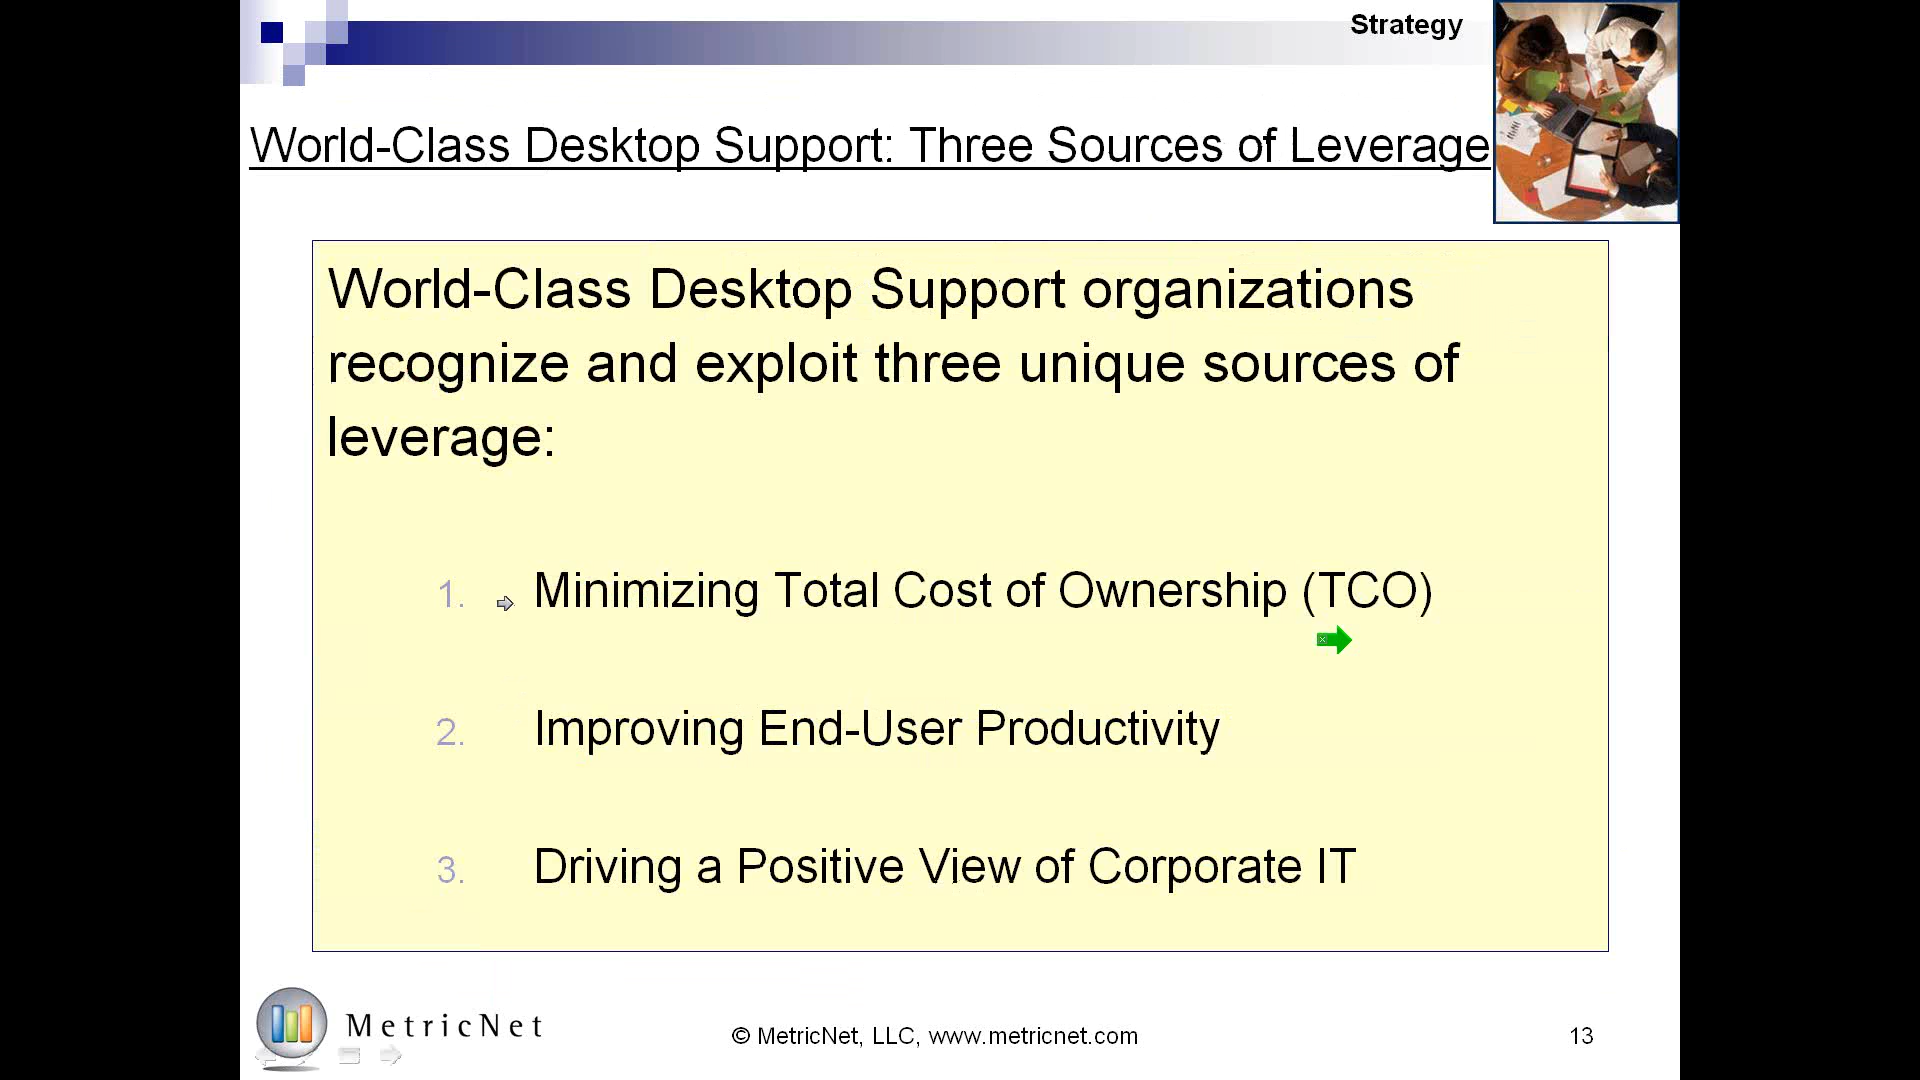 Strategy
World-Class Desktop Support: Three Sources of Leverage
World-Class Desktop Support organizations
recognize and exploit three unique sources of
leverage:
1. Minimizing Total Cost of Ownership (TCO)
2. Improving End-User Productivity
3. Driving a Positive View of Corporate IT
MetricNet
© MetricNet, LLC, www.metricnet.com
13